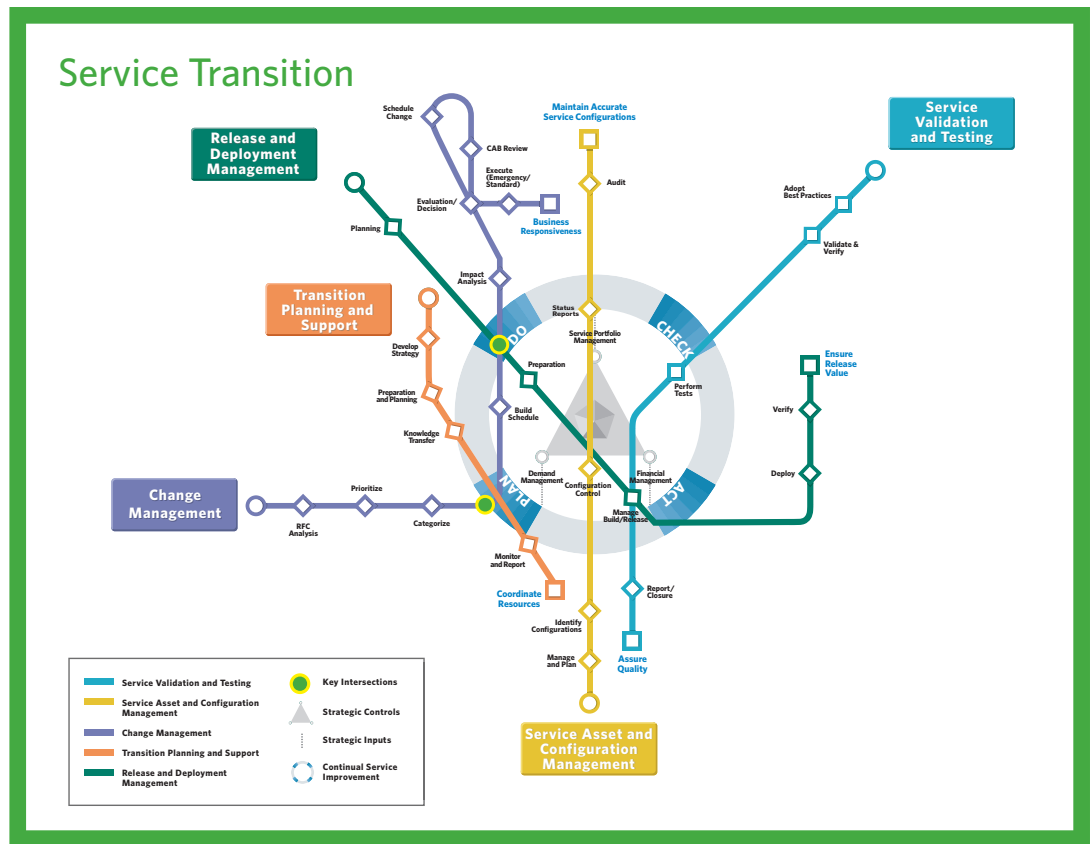 Service Transition
Release and
Deployment
Management
Schedule
Change
CAB Review
Execute
(Emergency/
Standard)
Evaluation/
Decision
Business
Responsiveness
Maintain Accurate
Service Configurations
Audit
Service
Validation
and Testing
Adopt
Best Practices
Validate &
Verify
Planning
Impact
Analysis
Transition
Planning and
Support
Develop
Strategy
Preparation
and Planning
Knowledge
Transfer
DO
CHECK
Status
Reports
Service Portfolio
Management
Preparation
Perform
Tests
Ensure
Release
Value
Build
Schedule
Verify
Deploy
Demand
Management
Configuration
Control
Financial
Management
Manage
Build/Release
PLAN
ACT
Change
Management
RFC
Analysis
Prioritize
Categorize
Monitor
and Report
Coordinate
Resources
Report/
Closure
Identify
Configurations
Manage
and Plan
Assure
Quality
Service Asset and
Configuration
Management
Service Validation and Testing
Service Asset and Configuration
Management
Change Management
Transition Planning and Support
Release and Deployment
Management
Key Intersections
Strategic Controls
Strategic Inputs
Continual Service
Improvement